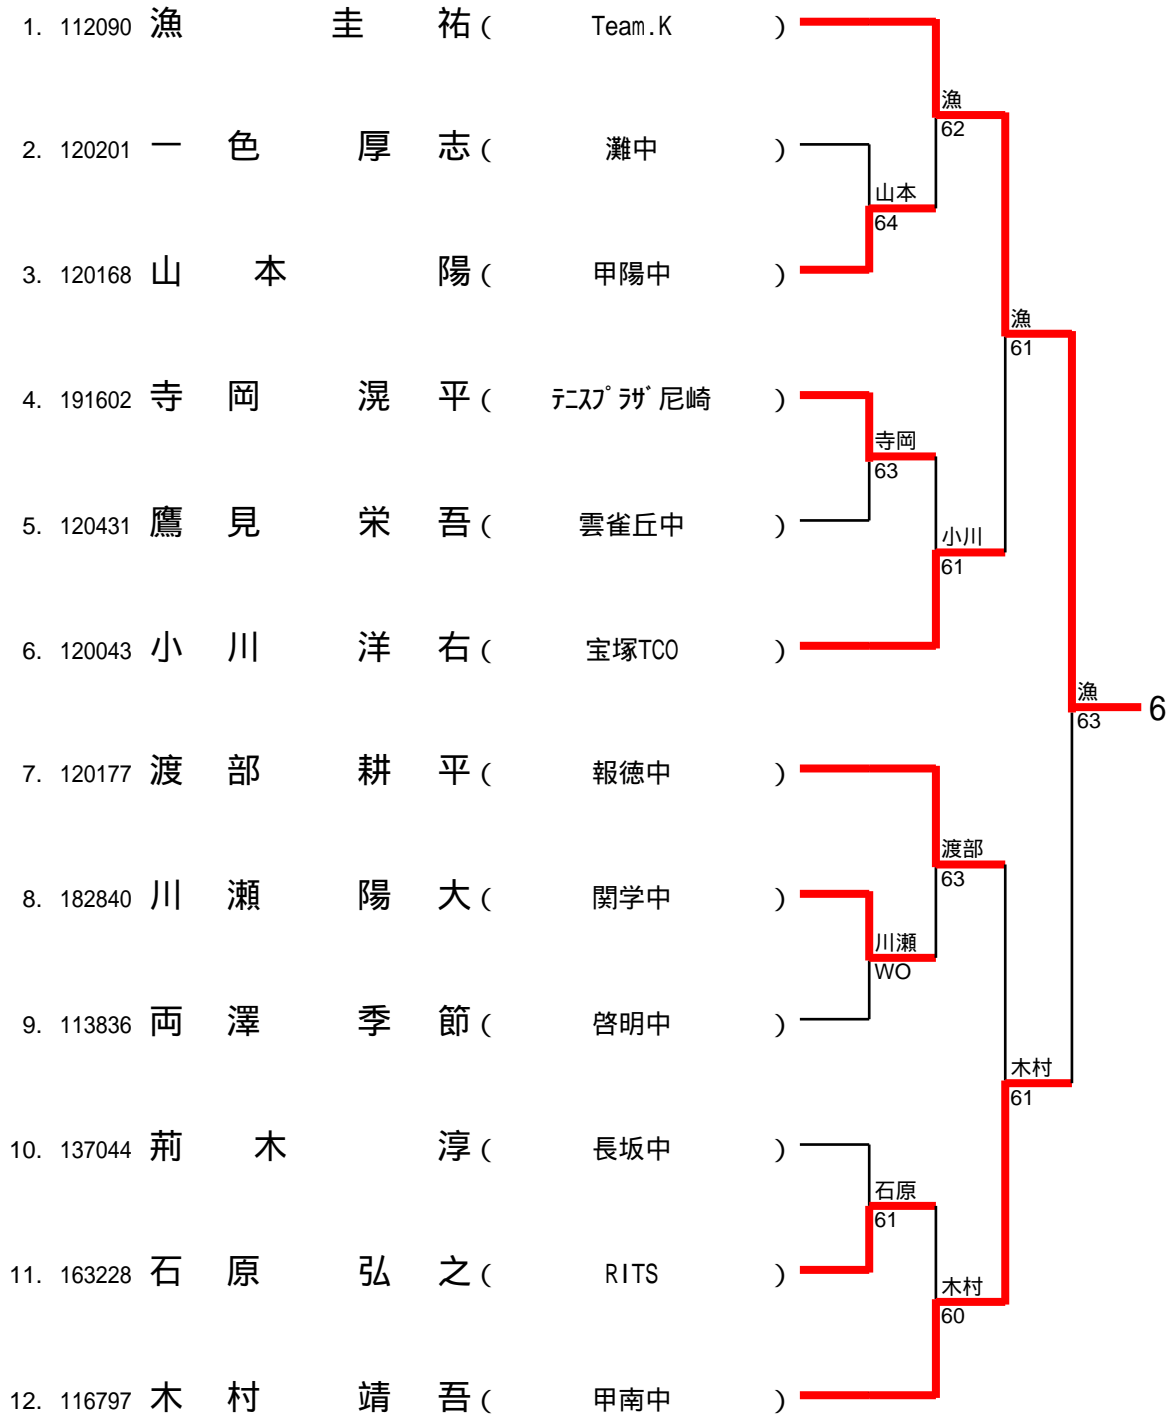 1. 112090 漁 圭 祐 ( Team.K )
漁
62
2. 120201 一 色 厚 志 ( 灘中 )
山本
64
3. 120168 山 本 陽 ( 甲陽中 )
漁
61
4. 191602 寺 岡 滉 平 ( ﾃﾆｽﾌﾟﾗｻﾞ尼崎 )
寺岡
63
5. 120431 鷹 見 栄 吾 ( 雲雀丘中 )
小川
61
6. 120043 小 川 洋 右 ( 宝塚TCO )
漁
63
6
7. 120177 渡 部 耕 平 ( 報徳中 )
渡部
63
8. 182840 川 瀬 陽 大 ( 関学中 )
川瀬
WO
9. 113836 両 澤 季 節 ( 啓明中 )
木村
61
10. 137044 荊 木 淳 ( 長坂中 )
石原
61
11. 163228 石 原 弘 之 ( RITS )
木村
60
12. 116797 木 村 靖 吾 ( 甲南中 )